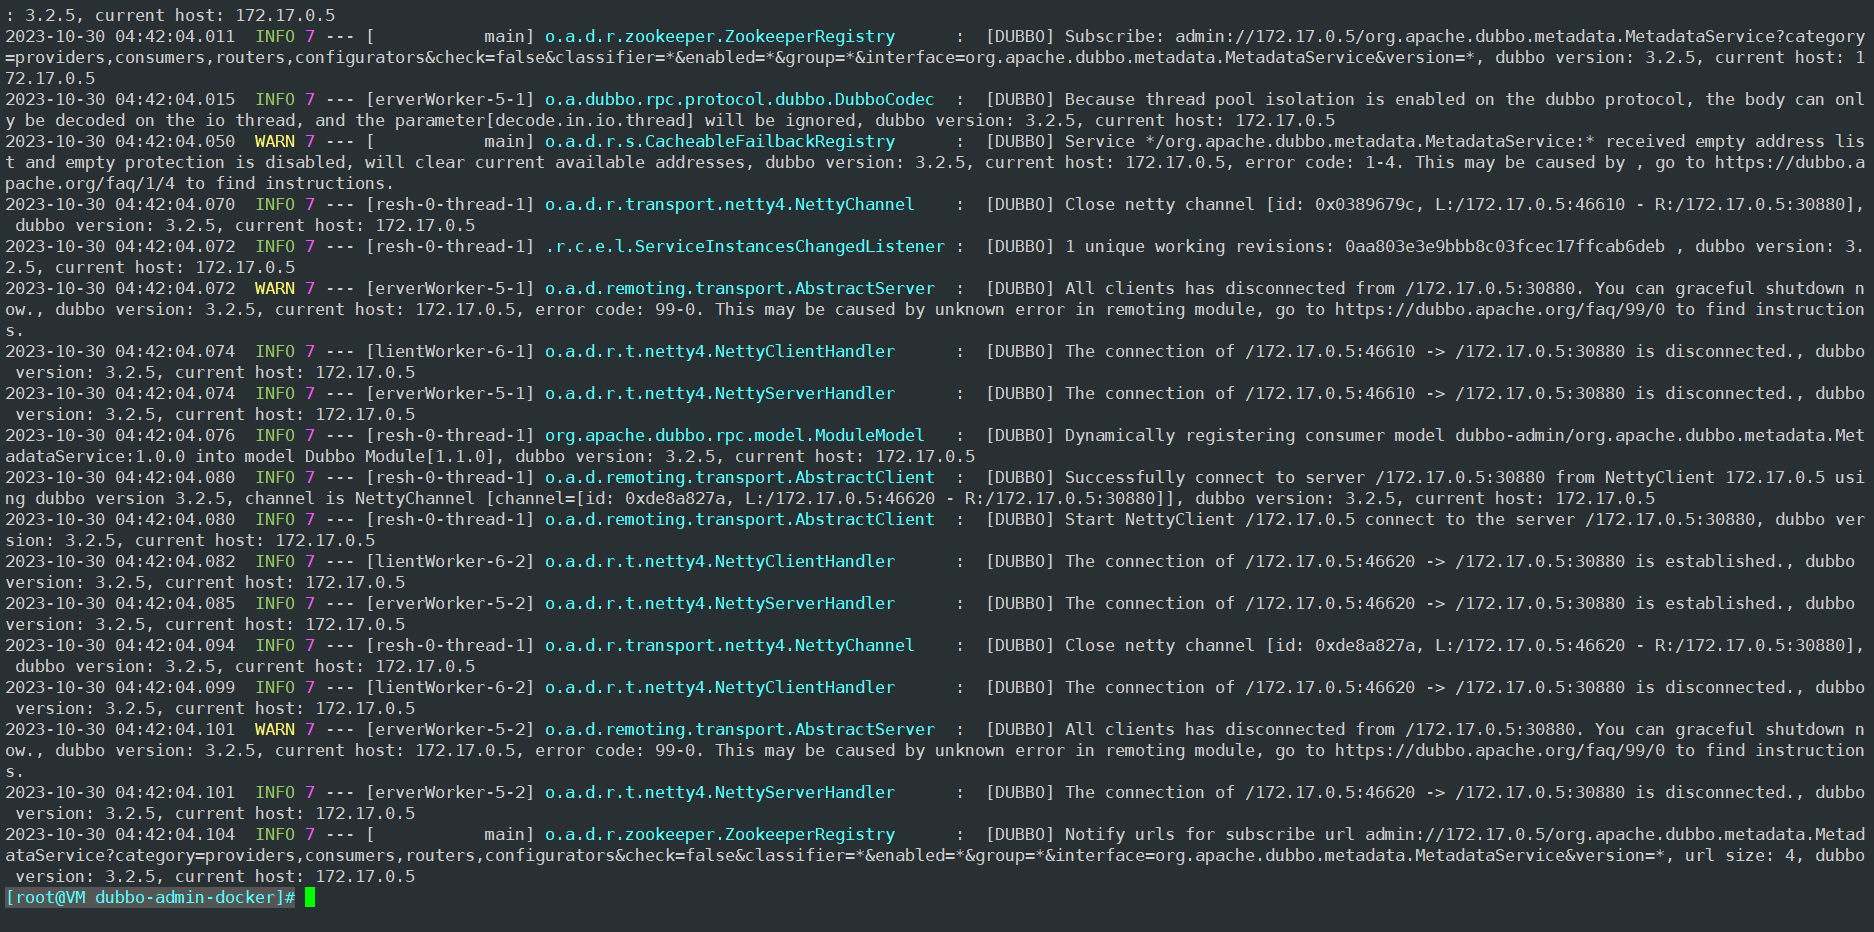 : 3.2.5, current host: 172.17.0.5
2023-10-30 04:42:04.011  INFO 7 --- [           main] o.a.d.r.zookeeper.ZookeeperRegistry      :  [DUBBO] Subscribe: admin://172.17.0.5/org.apache.dubbo.metadata.MetadataService?category
=providers,consumers,routers,configurators&check=false&classifier=*&enabled=*&group=*&interface=org.apache.dubbo.metadata.MetadataService&version=*, dubbo version: 3.2.5, current host: 1
72.17.0.5
2023-10-30 04:42:04.015  INFO 7 --- [erverWorker-5-1] o.a.dubbo.rpc.protocol.dubbo.DubboCodec  :  [DUBBO] Because thread pool isolation is enabled on the dubbo protocol, the body can onl
y be decoded on the io thread, and the parameter[decode.in.io.thread] will be ignored, dubbo version: 3.2.5, current host: 172.17.0.5
2023-10-30 04:42:04.050  WARN 7 --- [           main] o.a.d.r.s.CacheableFailbackRegistry      :  [DUBBO] Service */org.apache.dubbo.metadata.MetadataService:* received empty address lis
t and empty protection is disabled, will clear current available addresses, dubbo version: 3.2.5, current host: 172.17.0.5, error code: 1-4. This may be caused by , go to https://dubbo.a
pache.org/faq/1/4 to find instructions.
2023-10-30 04:42:04.070  INFO 7 --- [resh-0-thread-1] o.a.d.r.transport.netty4.NettyChannel    :  [DUBBO] Close netty channel [id: 0x0389679c, L:/172.17.0.5:46610 - R:/172.17.0.5:30880],
 dubbo version: 3.2.5, current host: 172.17.0.5
2023-10-30 04:42:04.072  INFO 7 --- [resh-0-thread-1] .r.c.e.l.ServiceInstancesChangedListener :  [DUBBO] 1 unique working revisions: 0aa803e3e9bbb8c03fcec17ffcab6deb , dubbo version: 3.
2.5, current host: 172.17.0.5
2023-10-30 04:42:04.072  WARN 7 --- [erverWorker-5-1] o.a.d.remoting.transport.AbstractServer  :  [DUBBO] All clients has disconnected from /172.17.0.5:30880. You can graceful shutdown n
ow., dubbo version: 3.2.5, current host: 172.17.0.5, error code: 99-0. This may be caused by unknown error in remoting module, go to https://dubbo.apache.org/faq/99/0 to find instruction
s.
2023-10-30 04:42:04.074  INFO 7 --- [lientWorker-6-1] o.a.d.r.t.netty4.NettyClientHandler      :  [DUBBO] The connection of /172.17.0.5:46610 -> /172.17.0.5:30880 is disconnected., dubbo
 version: 3.2.5, current host: 172.17.0.5
2023-10-30 04:42:04.074  INFO 7 --- [erverWorker-5-1] o.a.d.r.t.netty4.NettyServerHandler      :  [DUBBO] The connection of /172.17.0.5:46610 -> /172.17.0.5:30880 is disconnected., dubbo
 version: 3.2.5, current host: 172.17.0.5
2023-10-30 04:42:04.076  INFO 7 --- [resh-0-thread-1] org.apache.dubbo.rpc.model.ModuleModel   :  [DUBBO] Dynamically registering consumer model dubbo-admin/org.apache.dubbo.metadata.Met
adataService:1.0.0 into model Dubbo Module[1.1.0], dubbo version: 3.2.5, current host: 172.17.0.5
2023-10-30 04:42:04.080  INFO 7 --- [resh-0-thread-1] o.a.d.remoting.transport.AbstractClient  :  [DUBBO] Successfully connect to server /172.17.0.5:30880 from NettyClient 172.17.0.5 usi
ng dubbo version 3.2.5, channel is NettyChannel [channel=[id: 0xde8a827a, L:/172.17.0.5:46620 - R:/172.17.0.5:30880]], dubbo version: 3.2.5, current host: 172.17.0.5
2023-10-30 04:42:04.080  INFO 7 --- [resh-0-thread-1] o.a.d.remoting.transport.AbstractClient  :  [DUBBO] Start NettyClient /172.17.0.5 connect to the server /172.17.0.5:30880, dubbo ver
sion: 3.2.5, current host: 172.17.0.5
2023-10-30 04:42:04.082  INFO 7 --- [lientWorker-6-2] o.a.d.r.t.netty4.NettyClientHandler      :  [DUBBO] The connection of /172.17.0.5:46620 -> /172.17.0.5:30880 is established., dubbo
version: 3.2.5, current host: 172.17.0.5
2023-10-30 04:42:04.085  INFO 7 --- [erverWorker-5-2] o.a.d.r.t.netty4.NettyServerHandler      :  [DUBBO] The connection of /172.17.0.5:46620 -> /172.17.0.5:30880 is established., dubbo
version: 3.2.5, current host: 172.17.0.5
2023-10-30 04:42:04.094  INFO 7 --- [resh-0-thread-1] o.a.d.r.transport.netty4.NettyChannel    :  [DUBBO] Close netty channel [id: 0xde8a827a, L:/172.17.0.5:46620 - R:/172.17.0.5:30880],
 dubbo version: 3.2.5, current host: 172.17.0.5
2023-10-30 04:42:04.099  INFO 7 --- [lientWorker-6-2] o.a.d.r.t.netty4.NettyClientHandler      :  [DUBBO] The connection of /172.17.0.5:46620 -> /172.17.0.5:30880 is disconnected., dubbo
 version: 3.2.5, current host: 172.17.0.5
2023-10-30 04:42:04.101  WARN 7 --- [erverWorker-5-2] o.a.d.remoting.transport.AbstractServer  :  [DUBBO] All clients has disconnected from /172.17.0.5:30880. You can graceful shutdown n
ow., dubbo version: 3.2.5, current host: 172.17.0.5, error code: 99-0. This may be caused by unknown error in remoting module, go to https://dubbo.apache.org/faq/99/0 to find instruction
s.
2023-10-30 04:42:04.101  INFO 7 --- [erverWorker-5-2] o.a.d.r.t.netty4.NettyServerHandler      :  [DUBBO] The connection of /172.17.0.5:46620 -> /172.17.0.5:30880 is disconnected., dubbo
 version: 3.2.5, current host: 172.17.0.5
2023-10-30 04:42:04.104  INFO 7 --- [           main] o.a.d.r.zookeeper.ZookeeperRegistry      :  [DUBBO] Notify urls for subscribe url admin://172.17.0.5/org.apache.dubbo.metadata.Metad
ataService?category=providers,consumers,routers,configurators&check=false&classifier=*&enabled=*&group=*&interface=org.apache.dubbo.metadata.MetadataService&version=*, url size: 4, dubbo
 version: 3.2.5, current host: 172.17.0.5
[root@VM dubbo-admin-docker]#